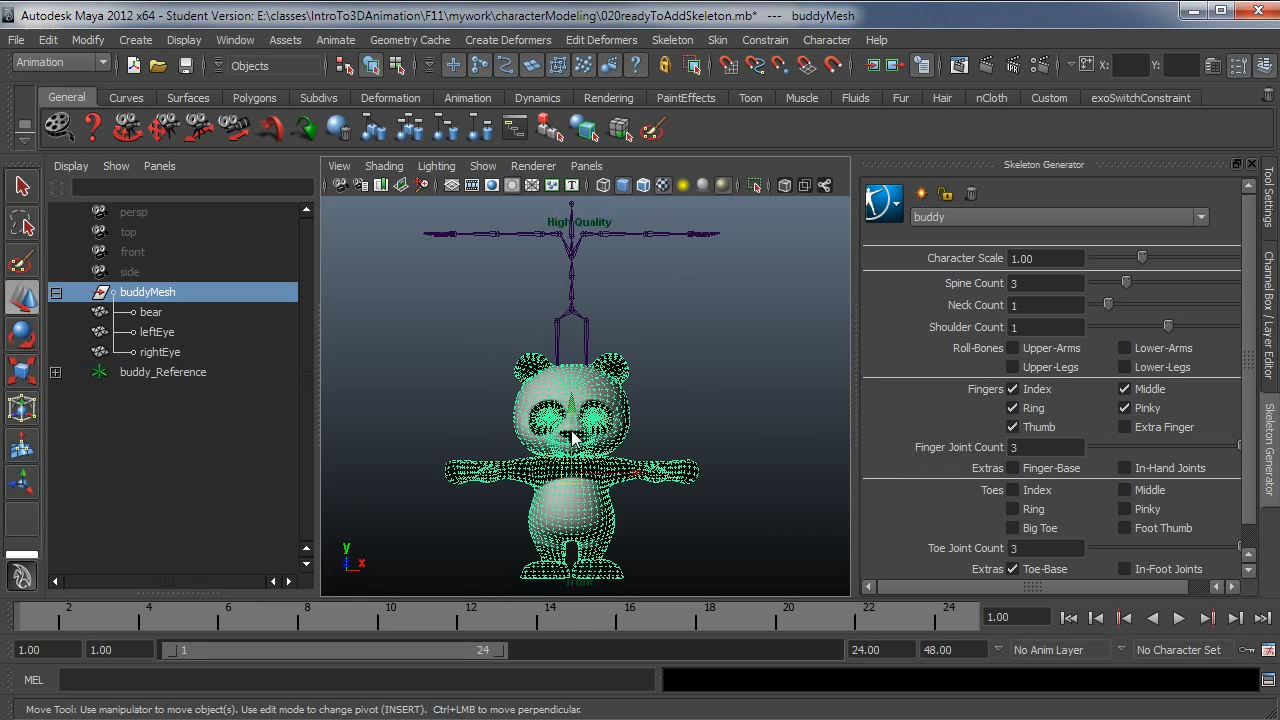 Autodesk Maya 2012 x64 - Student Version: E:\classes\IntroTo3DAnimation\F11\mywork\characterModeling\020readyToAddSkeleton.mb* --- buddyMesh
File Edit Modify Create Display Window Assets Animate Geometry Cache Create Deformers Edit Deformers Skeleton Skin Constrain Character Help
Animation Objects X: Y:
General Curves Surfaces Polygons Subdivs Deformation Animation Dynamics Rendering PaintEffects Toon Muscle Fluids Fur Hair nCloth Custom exoSwitchConstraint
Display Show Panels
View Shading Lighting Show Renderer Panels
Skeleton Generator
persp
top
front
side
buddyMesh
bear
leftEye
rightEye
buddy_Reference
High Quality
y
x
front
buddy
Character Scale 1.00
Spine Count 3
Neck Count 1
Shoulder Count 1
Roll-Bones Upper-Arms Lower-Arms
Upper-Legs Lower-Legs
Fingers Index Middle
Ring Pinky
Thumb Extra Finger
Finger Joint Count 3
Extras Finger-Base In-Hand Joints
Toes Index Middle
Ring Pinky
Big Toe Foot Thumb
Toe Joint Count 3
Extras Toe-Base In-Foot Joints
Tool Settings
Channel Box / Layer Editor
Skeleton Generator
2 4 6 8 10 12 14 16 18 20 22 24 1.00
1.00 1.00 1 24 24.00 48.00 No Anim Layer No Character Set
MEL
Move Tool: Use manipulator to move object(s). Use edit mode to change pivot (INSERT). Ctrl+LMB to move perpendicular.